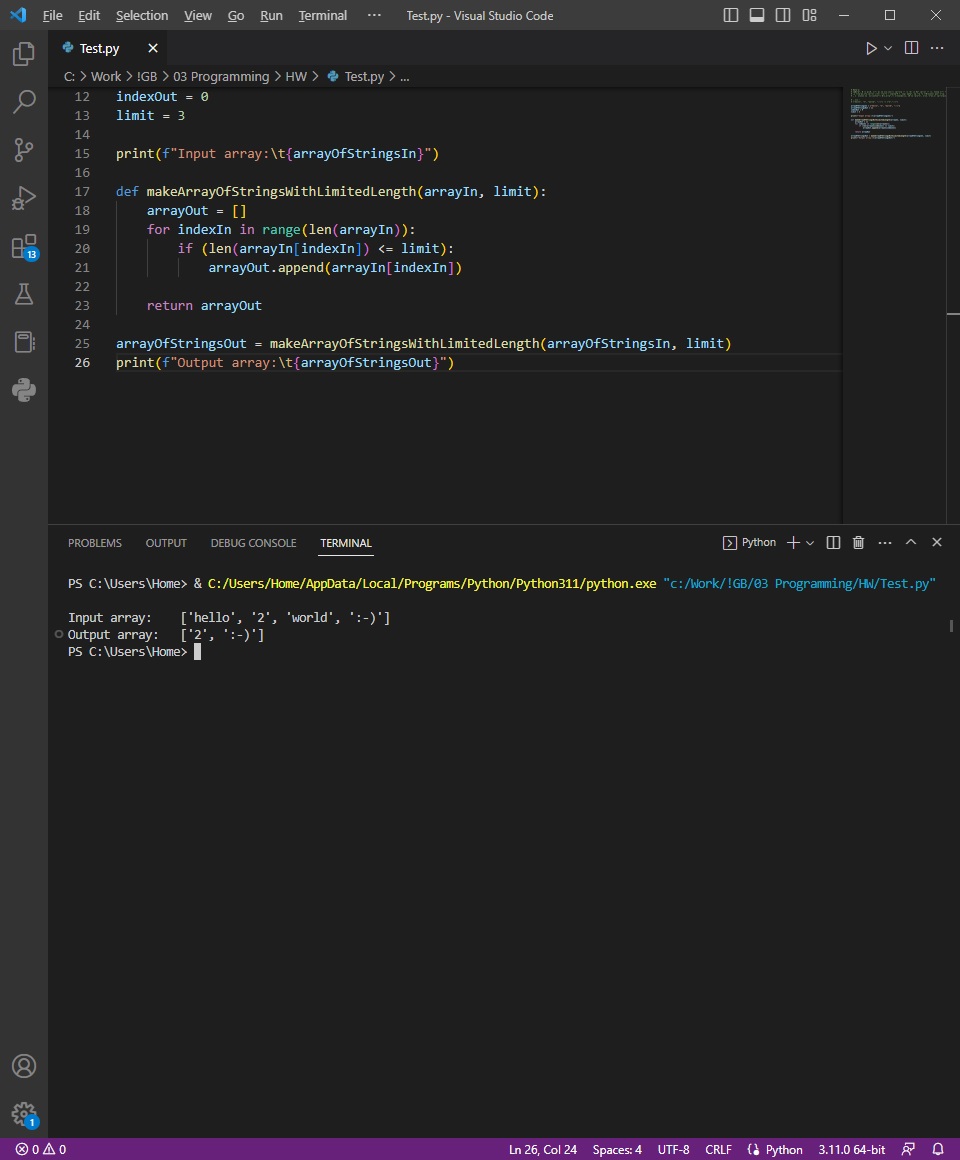 File Edit Selection View Go Run Terminal ··· Test.py - Visual Studio Code
Test.py
C: > Work > !GB > 03 Programming > HW > Test.py > ...
12 indexOut = 0
13 limit = 3
14
15 print(f"Input array:\t{arrayOfStringsIn}")
16
17 def makeArrayOfStringsWithLimitedLength(arrayIn, limit):
18     arrayOut = []
19     for indexIn in range(len(arrayIn)):
20         if (len(arrayIn[indexIn]) <= limit):
21             arrayOut.append(arrayIn[indexIn])
22
23     return arrayOut
24
25 arrayOfStringsOut = makeArrayOfStringsWithLimitedLength(arrayOfStringsIn, limit)
26 print(f"Output array:\t{arrayOfStringsOut}")
13
PROBLEMS OUTPUT DEBUG CONSOLE TERMINAL Python
PS C:\Users\Home> & C:/Users/Home/AppData/Local/Programs/Python/Python311/python.exe "c:/Work/!GB/03 Programming/HW/Test.py"
Input array:    ['hello', '2', 'world', ':-)']
Output array:   ['2', ':-)']
PS C:\Users\Home>
1
0 0 Ln 26, Col 24 Spaces: 4 UTF-8 CRLF Python 3.11.0 64-bit